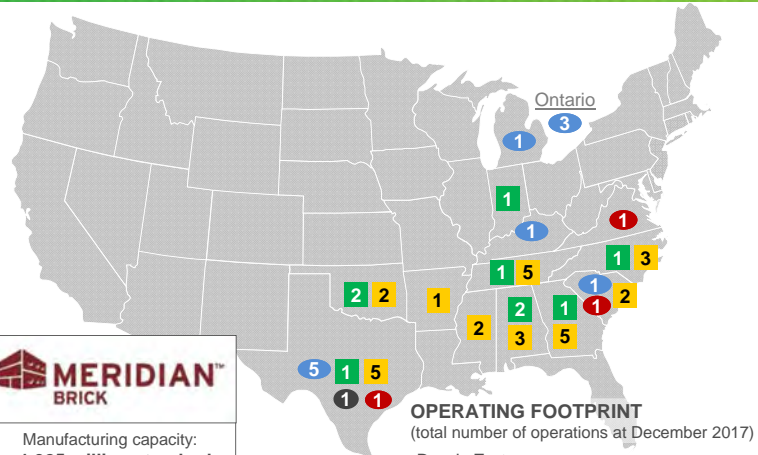 Ontario
3
1
1
1
1
1 3
1 5
1
2
1
2 2
1
2
1
2
3
5
5 1 5
1 1
MERIDIAN™
BRICK
Manufacturing capacity:
OPERATING FOOTPRINT
(total number of operations at December 2017)